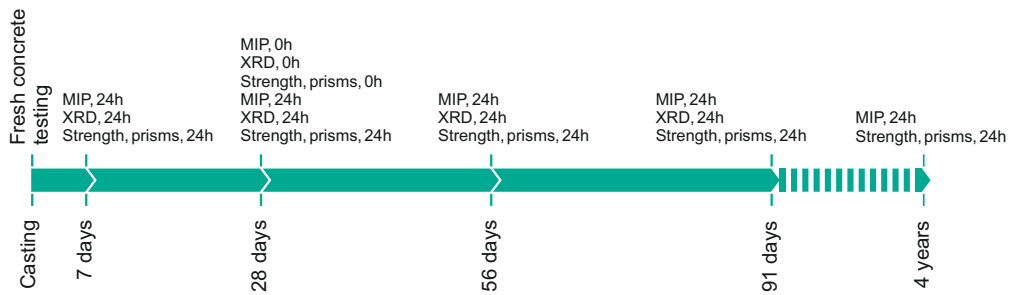 Fresh concrete
testing
MIP, 24h
XRD, 24h
Strength, prisms, 24h
MIP, 0h
XRD, 0h
Strength, prisms, 0h
MIP, 24h
XRD, 24h
Strength, prisms, 24h
MIP, 24h
XRD, 24h
Strength, prisms, 24h
MIP, 24h
XRD, 24h
Strength, prisms, 24h
MIP, 24h
Strength, prisms, 24h
Casting
7 days
28 days
56 days
91 days
4 years